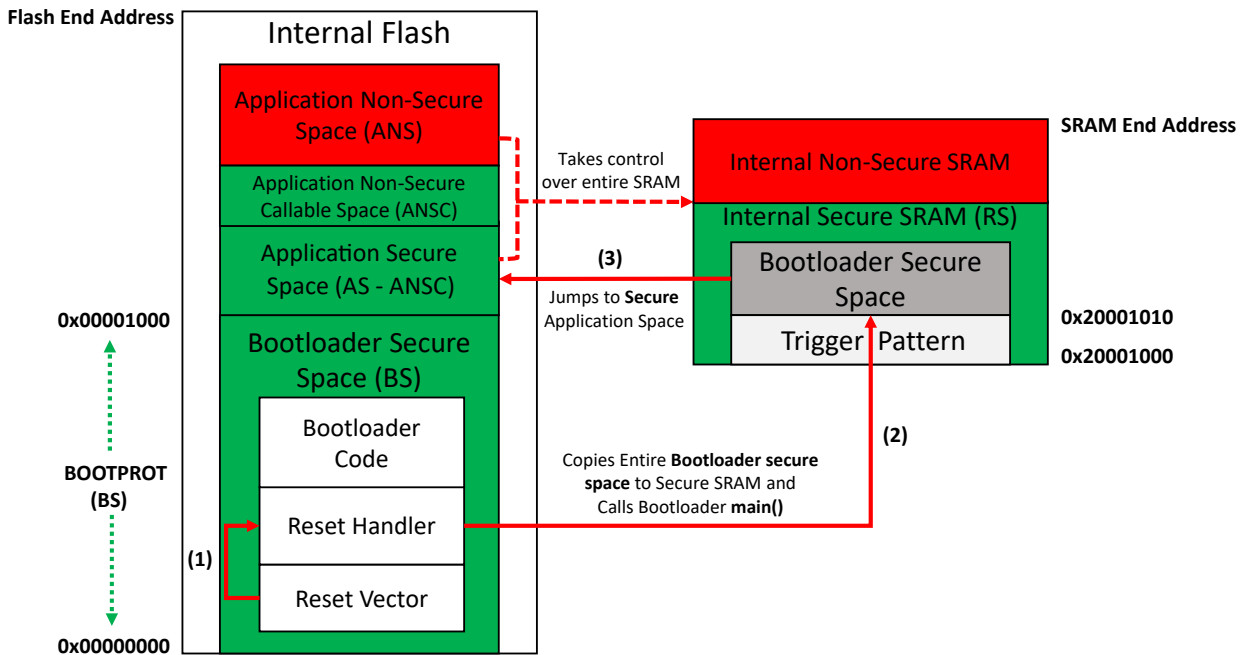 Flash End Address
Internal Flash
Application Non-Secure
Space (ANS)
Application Non-Secure
Callable Space (ANSC)
Application Secure
Space (AS - ANSC)
0x00001000
Bootloader Secure
Space (BS)
Bootloader
Code
BOOTPROT
(BS)
Reset Handler
(1)
Reset Vector
0x00000000
Takes control
over entire SRAM
(3)
Jumps to Secure
Application Space
Copies Entire Bootloader secure
space to Secure SRAM and
Calls Bootloader main()
(2)
SRAM End Address
Internal Non-Secure SRAM
Internal Secure SRAM (RS)
Bootloader Secure
Space
0x20001010
Trigger Pattern
0x20001000